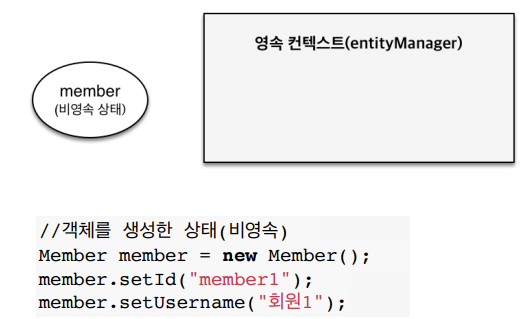 영속 컨텍스트(entityManager)
member
(비영속 상태)
//객체를 생성한 상태(비영속)
Member member = new Member();
member.setId("member1");
member.setUsername("회원1");